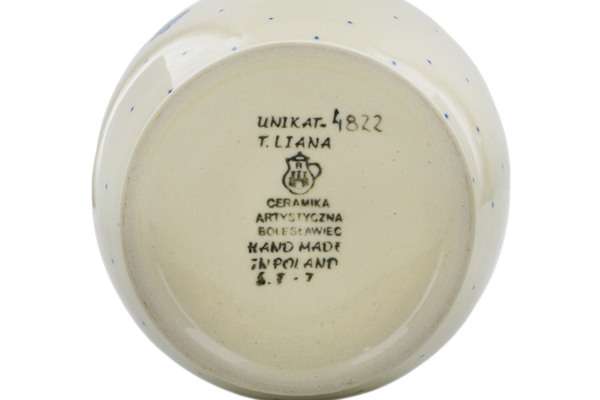 UNIKAT-4822
T. LIANA
R
CERAMIKA
ARTYSTYCZNA
BOLESŁAWIEC
HAND MADE
IN POLAND